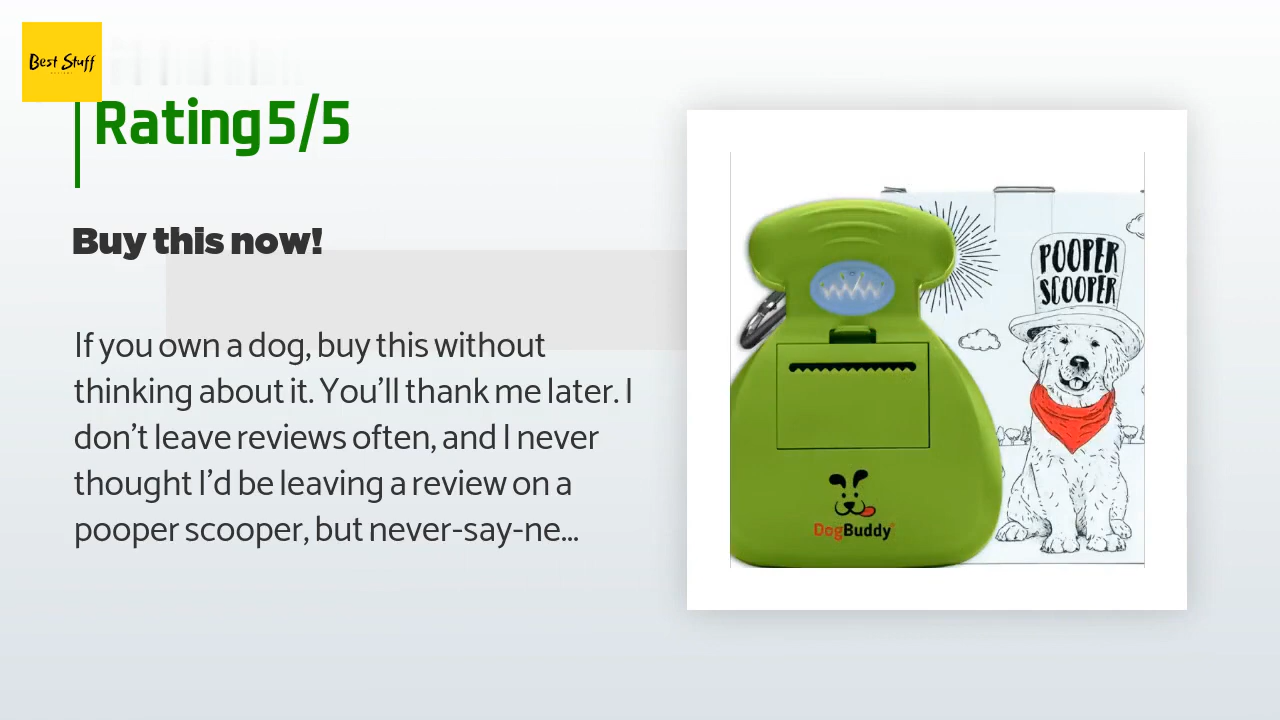 Best Stuff
Rating 5/5
Buy this now!
If you own a dog, buy this without
thinking about it. You'll thank me later. I
don't leave reviews often, and I never
thought I'd be leaving a review on a
pooper scooper, but never-say-ne...
POOPER
SCOOPER
DogBuddy